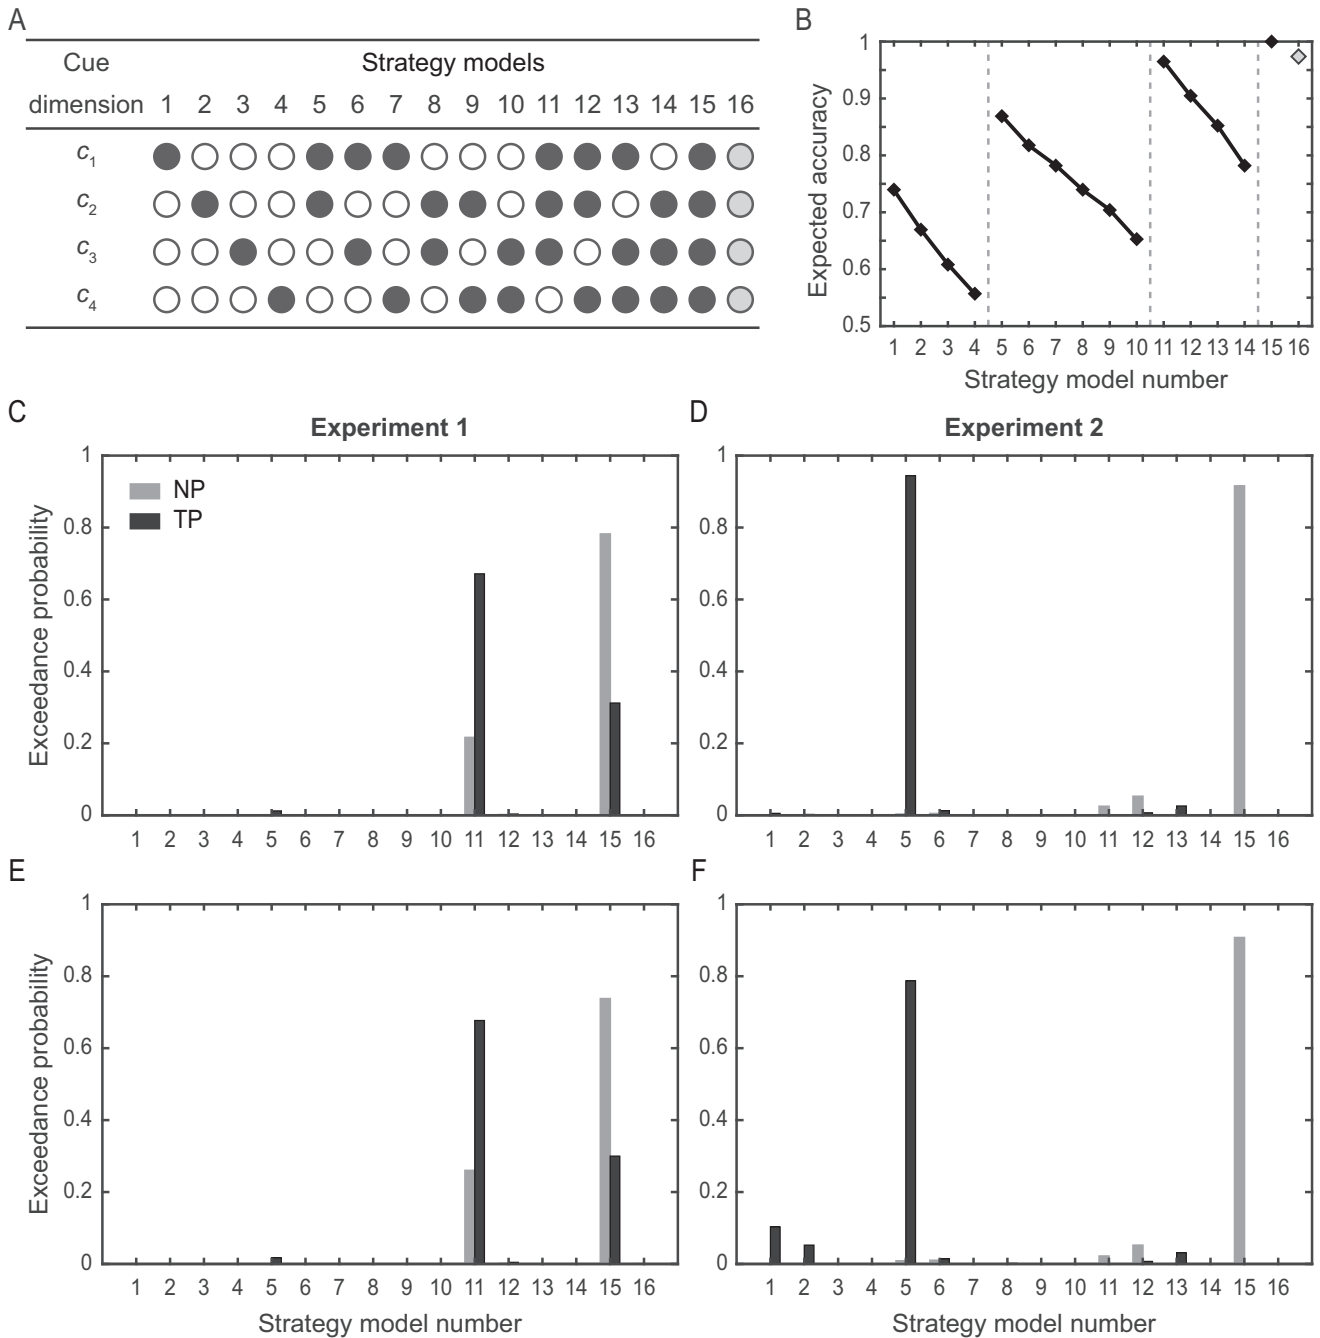 A
Cue Strategy models
dimension 1 2 3 4 5 6 7 8 9 10 11 12 13 14 15 16
c1
c2
c3
c4
B
1
0.9
0.8
0.7
0.6
0.5
Expected accuracy
1 2 3 4 5 6 7 8 9 10 11 12 13 14 15 16
Strategy model number
C
Experiment 1
NP
TP
1
0.8
0.6
0.4
0.2
0
Exceedance probability
1 2 3 4 5 6 7 8 9 10 11 12 13 14 15 16
D
Experiment 2
1
0.8
0.6
0.4
0.2
0
1 2 3 4 5 6 7 8 9 10 11 12 13 14 15 16
E
1
0.8
0.6
0.4
0.2
0
Exceedance probability
1 2 3 4 5 6 7 8 9 10 11 12 13 14 15 16
Strategy model number
F
1
0.8
0.6
0.4
0.2
0
1 2 3 4 5 6 7 8 9 10 11 12 13 14 15 16
Strategy model number